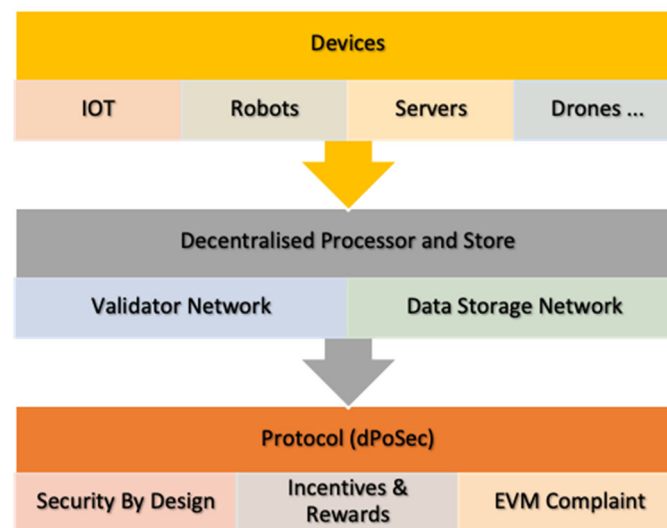 Devices
IOT
Robots
Servers
Drones ...
Decentralised Processor and Store
Validator Network
Data Storage Network
Protocol (dPoSec)
Security By Design
Incentives &
Rewards
EVM Complaint